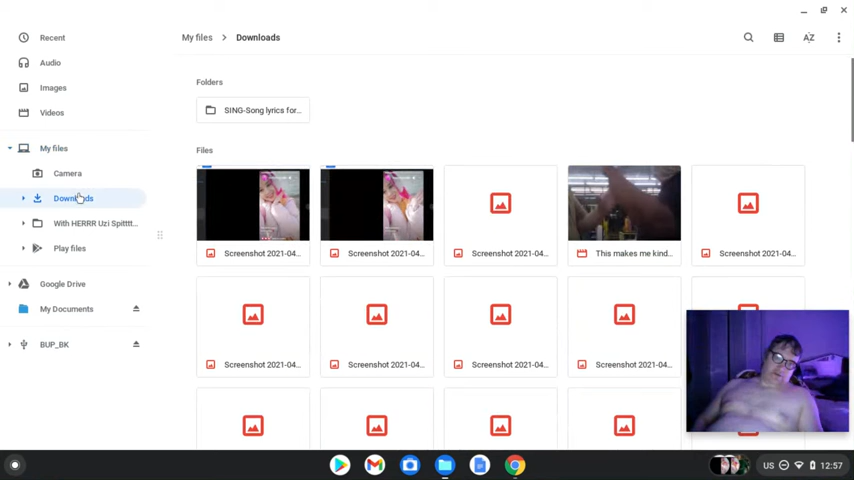 Recent
Audio
Images
Videos
My files
Camera
Downloads
With HERRR Uzi Spitttt...
Play files
Google Drive
My Documents
BUP_BK
My files > Downloads
AZ
Folders
SING-Song lyrics for...
Files
Screenshot 2021-04...
Screenshot 2021-04...
Screenshot 2021-04...
This makes me kind...
Screenshot 2021-04...
Screenshot 2021-04...
Screenshot 2021-04...
Screenshot 2021-04...
Screenshot 2021-04...
US 12:57